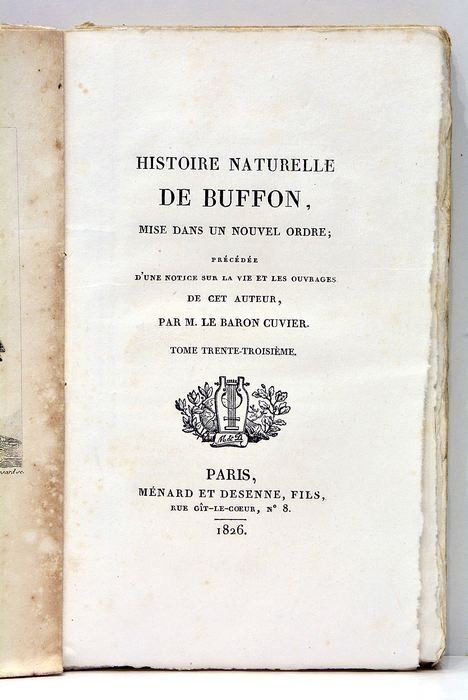 HISTOIRE NATURELLE
DE BUFFON,
MISE DANS UN NOUVEL ORDRE;
PRÉCÉDÉE
D'UNE NOTICE SUR LA VIE ET LES OUVRAGES
DE CET AUTEUR,
PAR M. LE BARON CUVIER.
TOME TRENTE-TROISIÈME.
M & D
PARIS,
MÉNARD ET DESENNE, FILS,
RUE GÎT-LE-COEUR, N° 8.
1826.